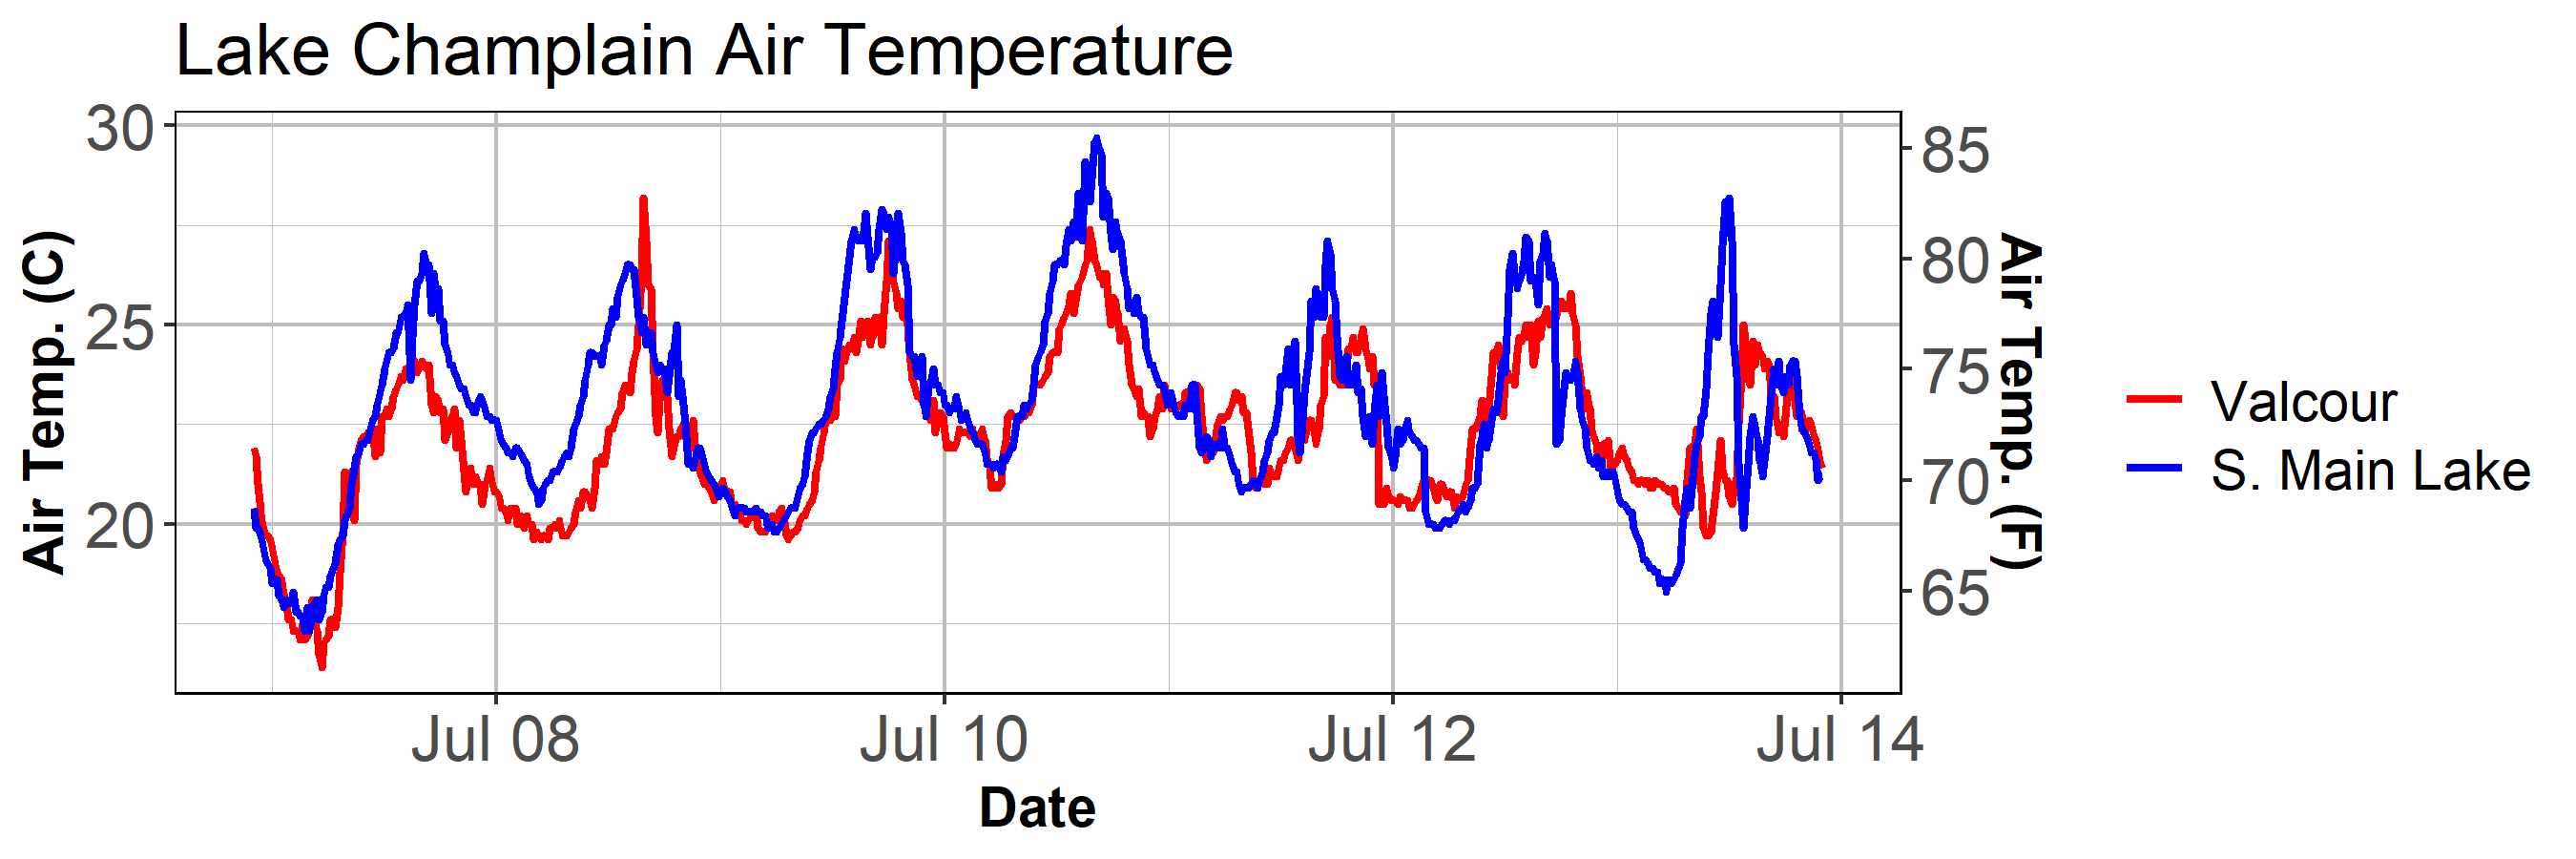 Lake Champlain Air Temperature
30
25
20
Air Temp. (C)
85
80
75
70
65
Air Temp. (F)
Jul 08
Jul 10
Jul 12
Jul 14
Date
Valcour
S. Main Lake